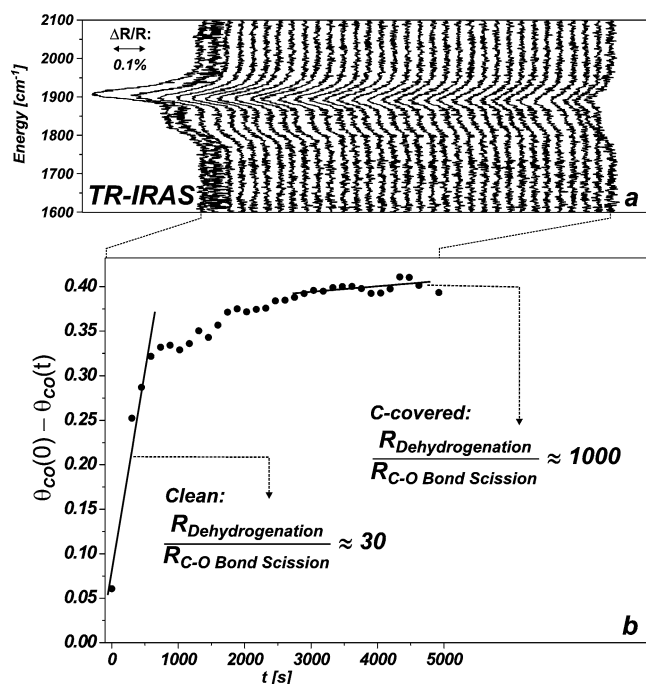 2100
2000
1900
1800
1700
1600
Energy [cm⁻¹]
ΔR/R:
0.1%
TR-IRAS
a
0.40
0.35
0.30
0.25
0.20
0.15
0.10
0.05
0.00
θCO(0) – θCO(t)
C-covered:
RDehydrogenation
RC-O Bond Scission
≈ 1000
Clean:
RDehydrogenation
RC-O Bond Scission
≈ 30
b
0 1000 2000 3000 4000 5000
t [s]